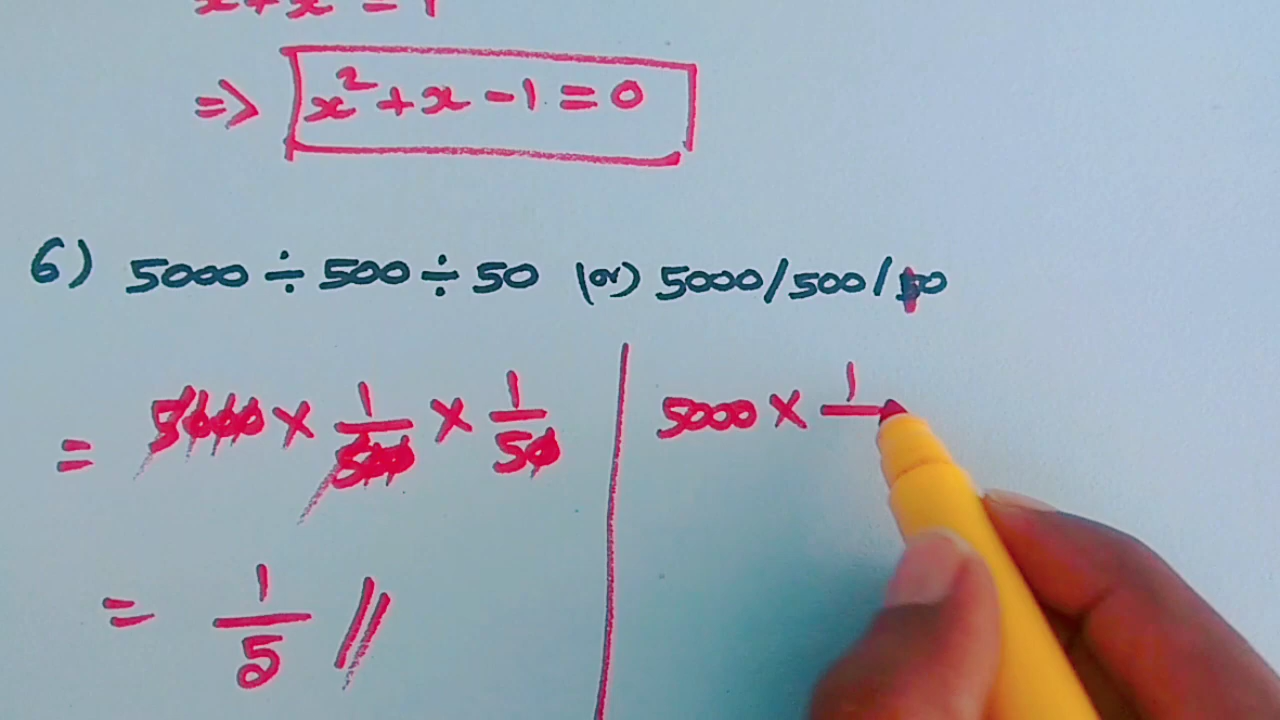 x+x = 1
=> x²+x-1=0
6) 5000 ÷ 500 ÷ 50 (or) 5000/500/50
= 5000 × 1/500 × 1/50
= 1/5 //
5000 × 1/